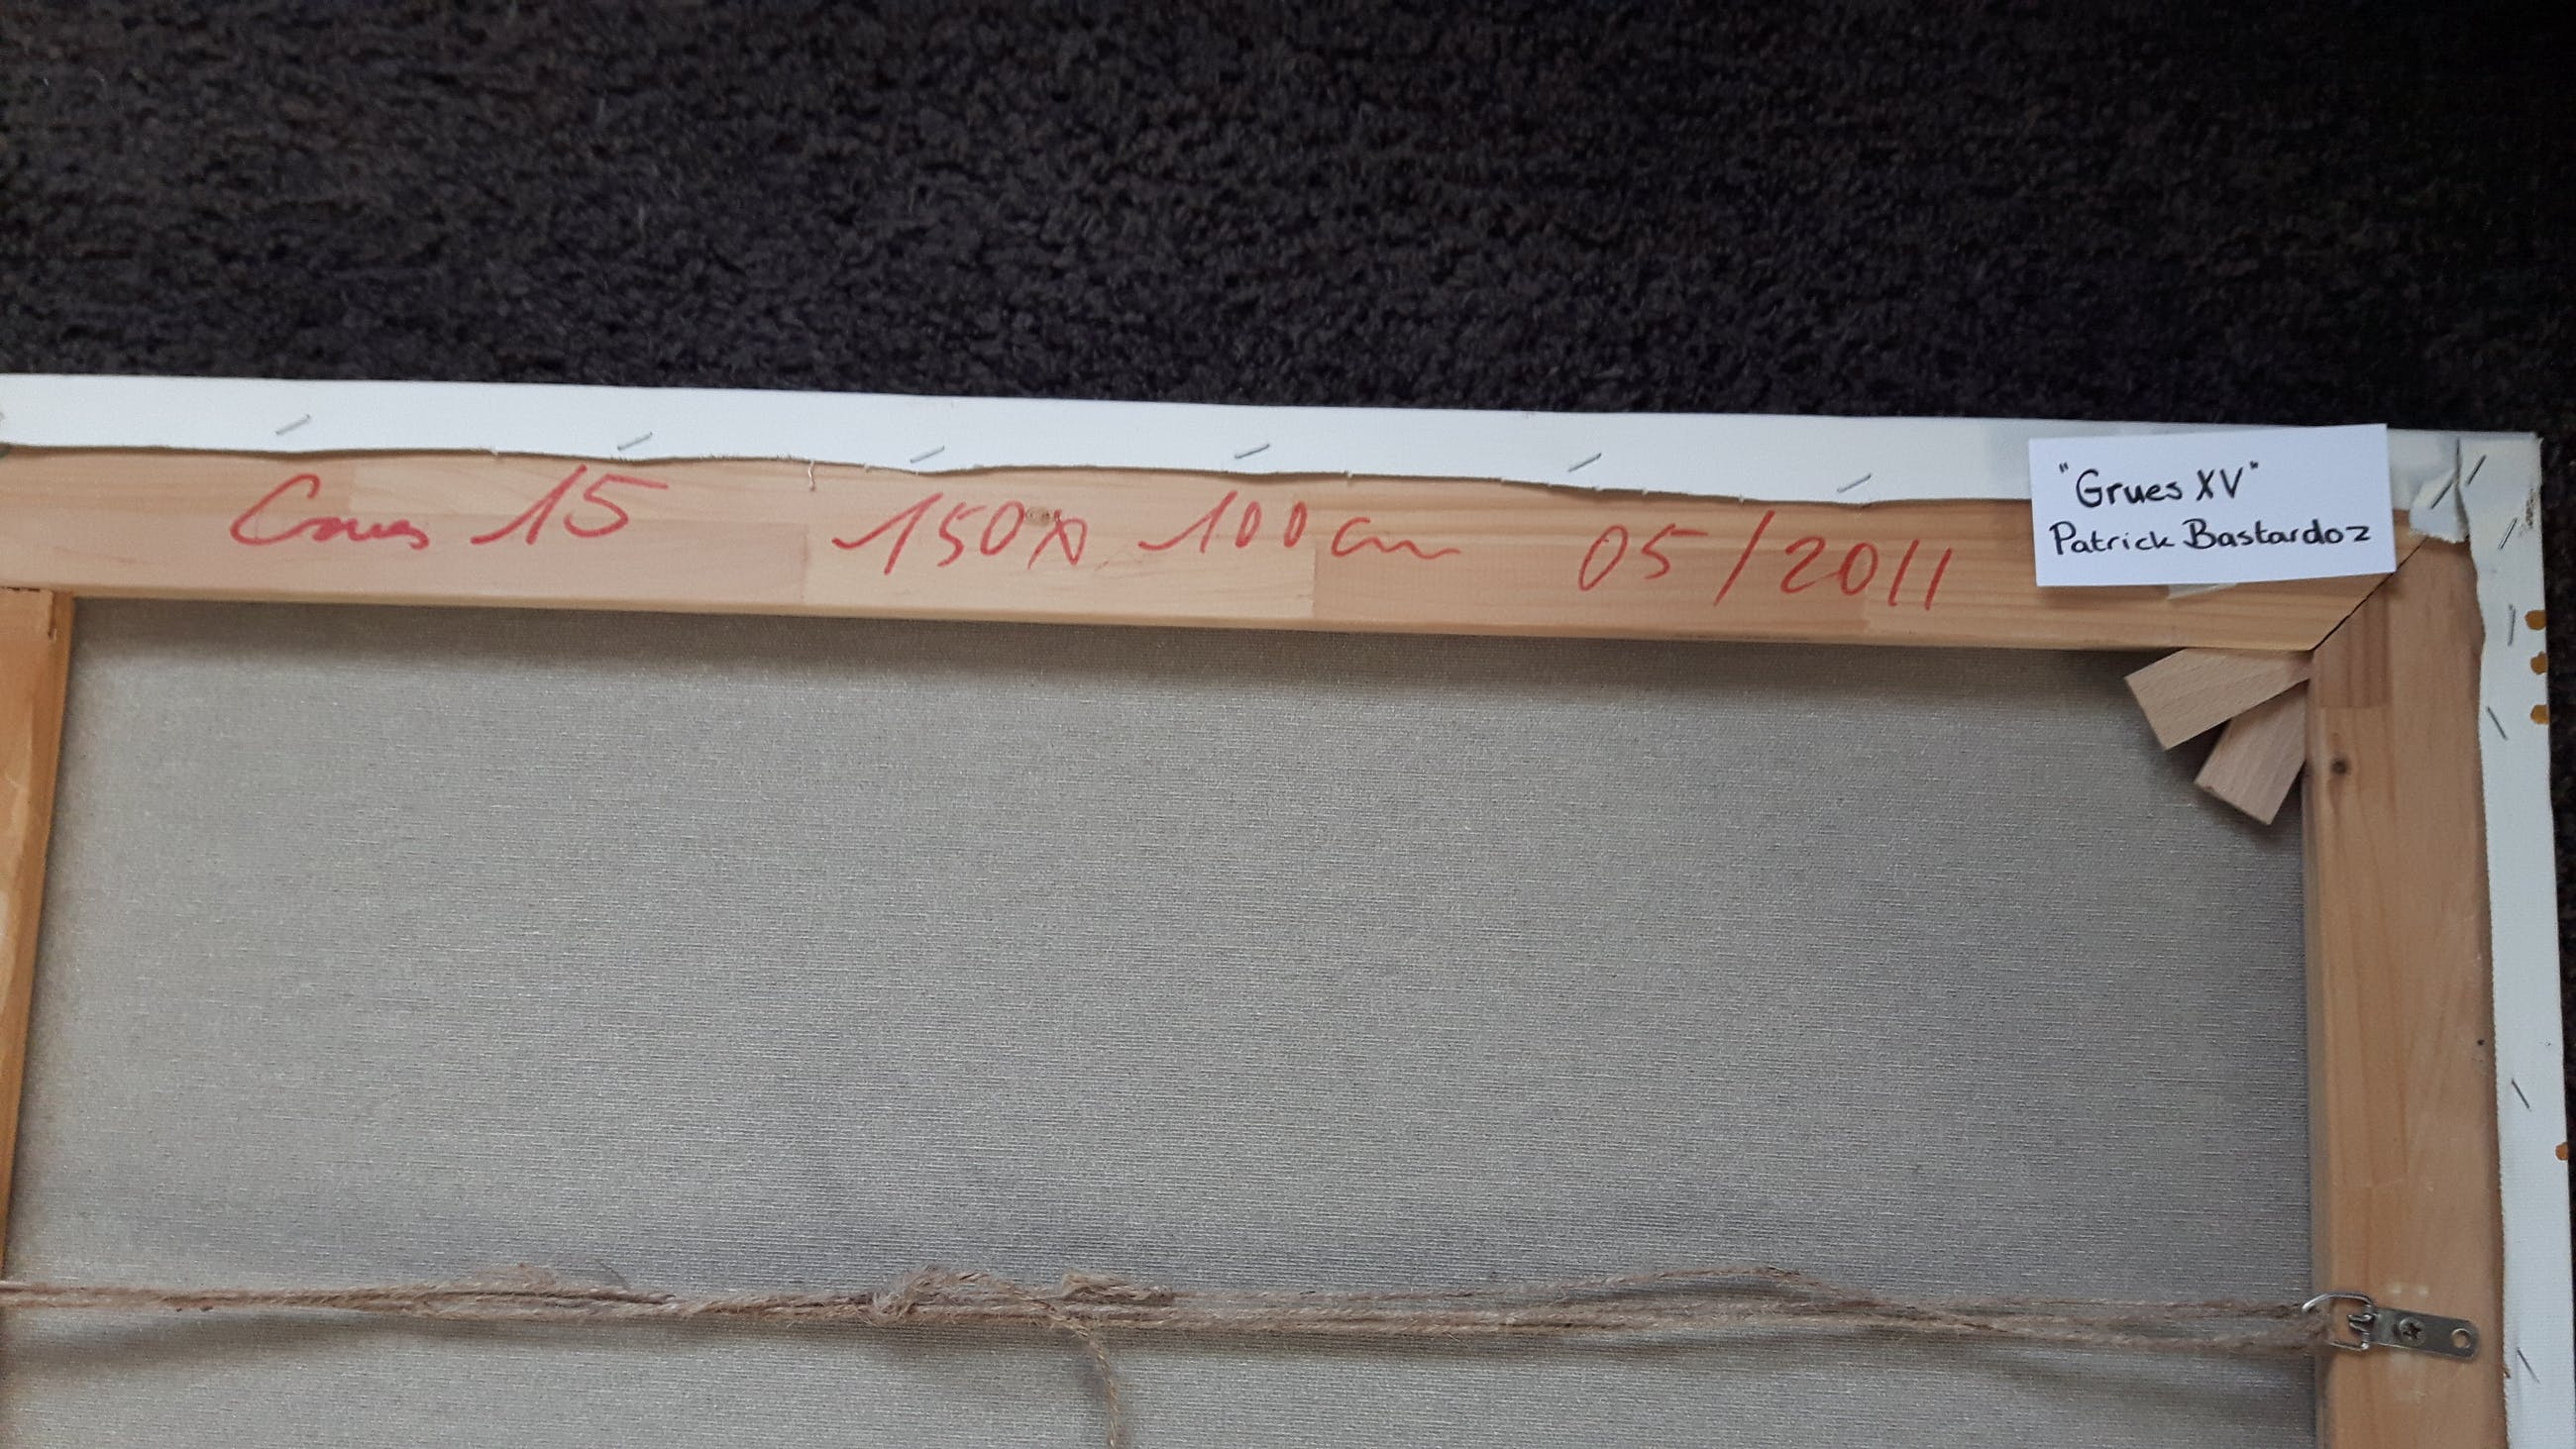 Grues 15 150 x 100 cm 05/2011
"Grues XV"
Patrick Bastardoz